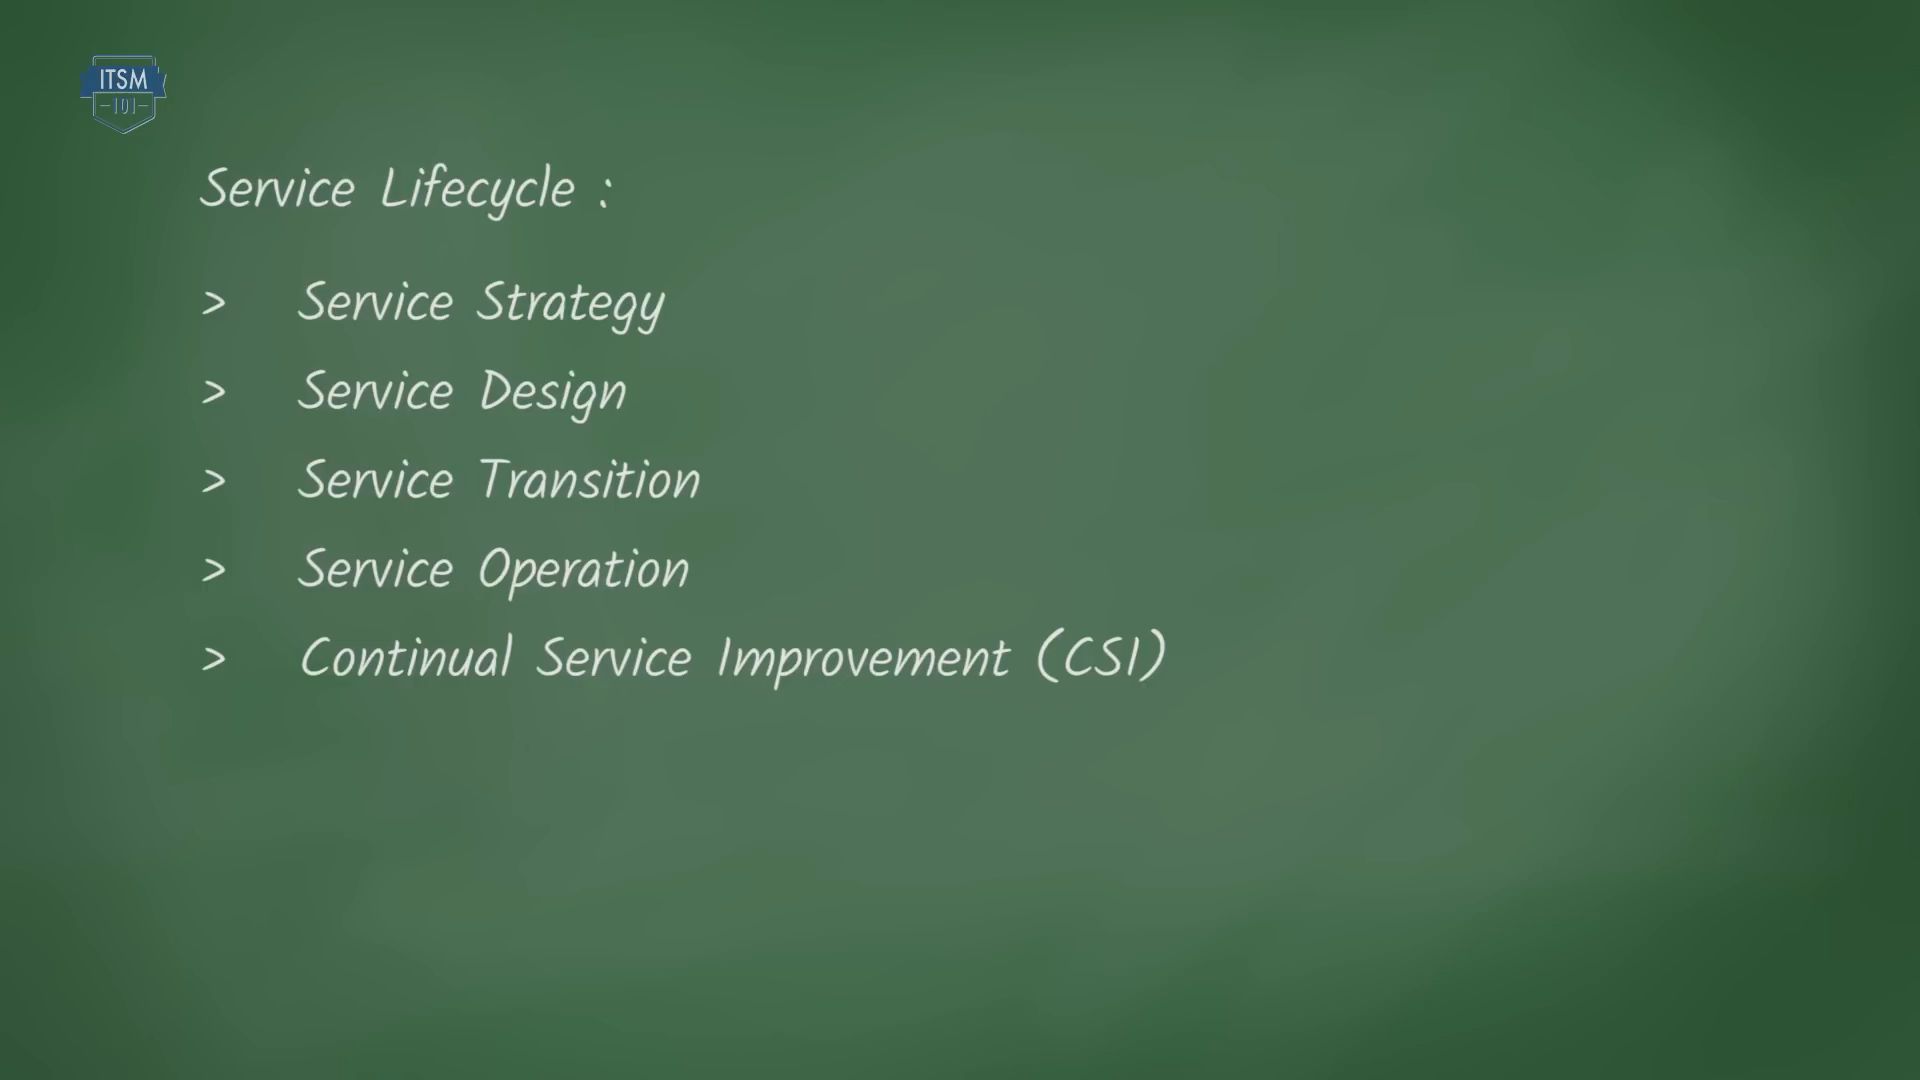 ITSM
-101-
Service Lifecycle :
> Service Strategy
> Service Design
> Service Transition
> Service Operation
> Continual Service Improvement (CSI)